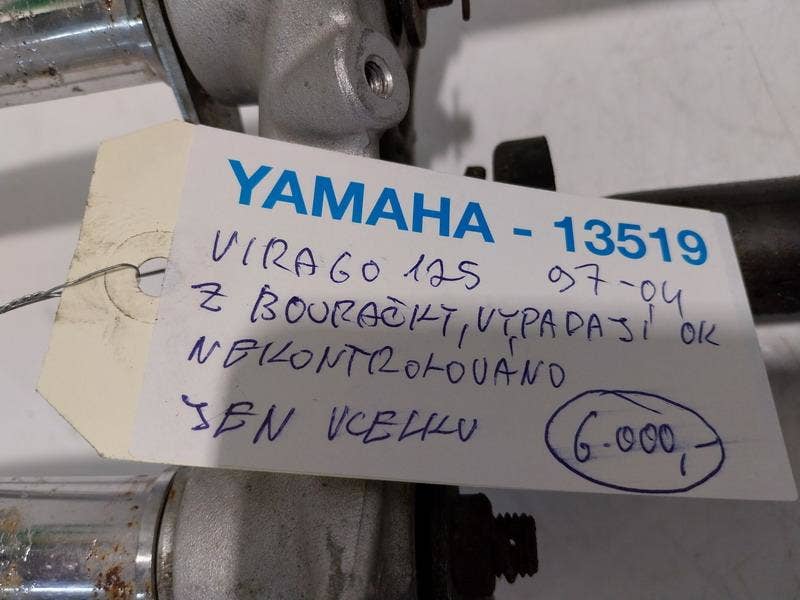 YAMAHA - 13519
VIRAGO 125 97-04
Z BOURAČKY, VYPADAJÍ OK
NEKONTROLOVÁNO
JEN VCELKU 6.000,-